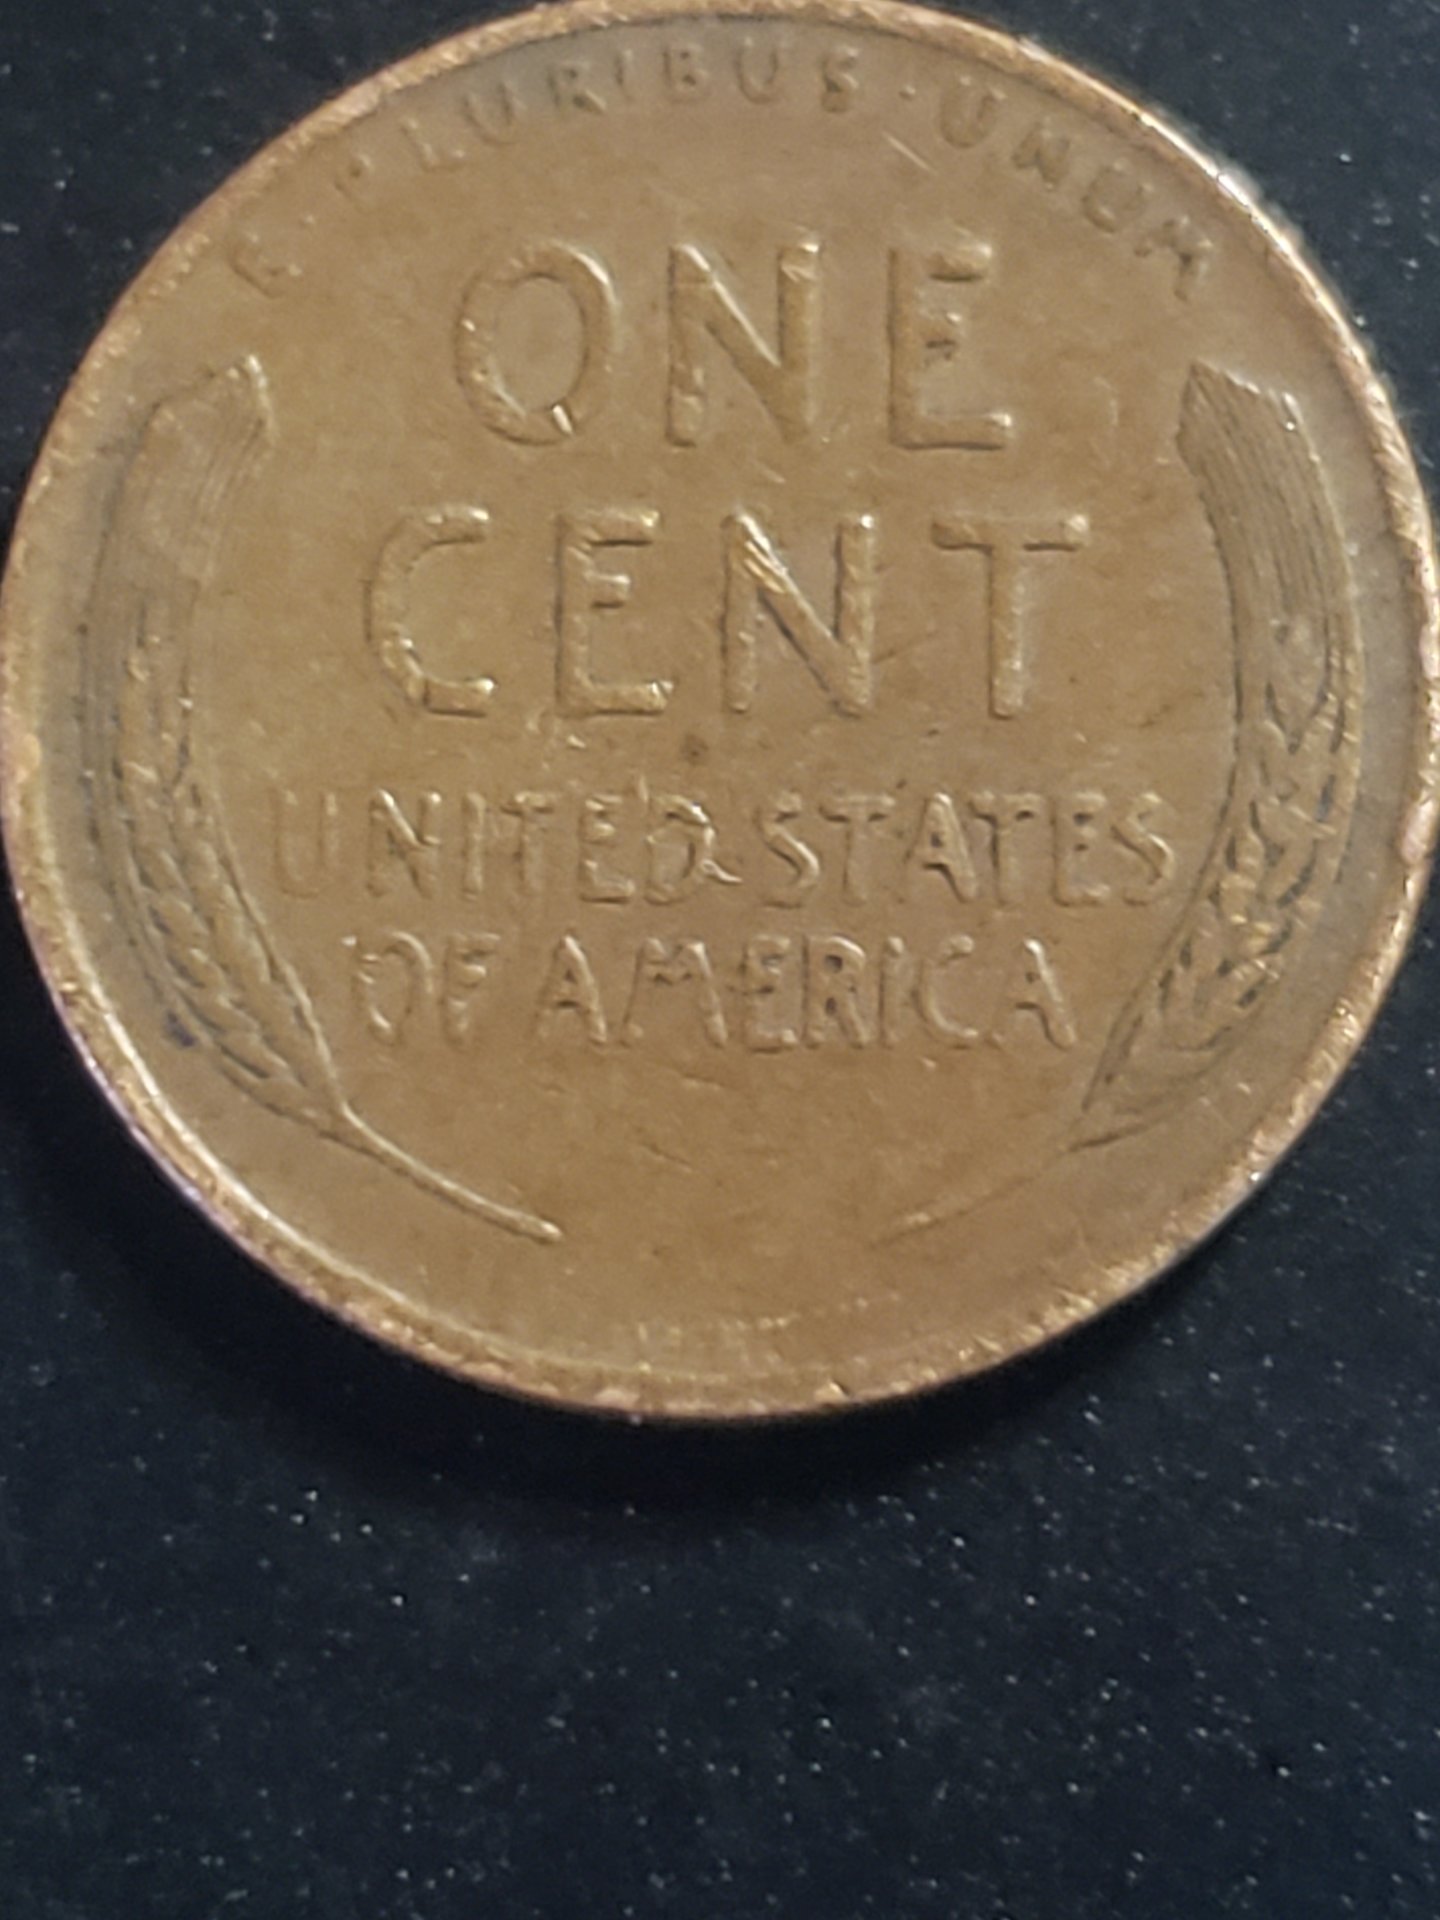 E · PLURIBUS · UNUM
ONE
CENT
UNITED STATES
OF AMERICA